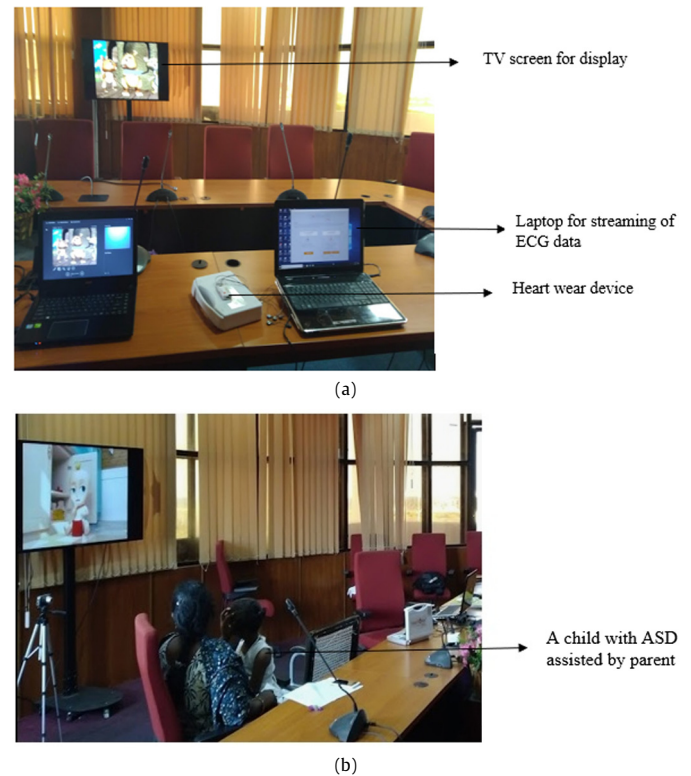 TV screen for display
Laptop for streaming of
ECG data
Heart wear device
(a)
A child with ASD
assisted by parent
(b)